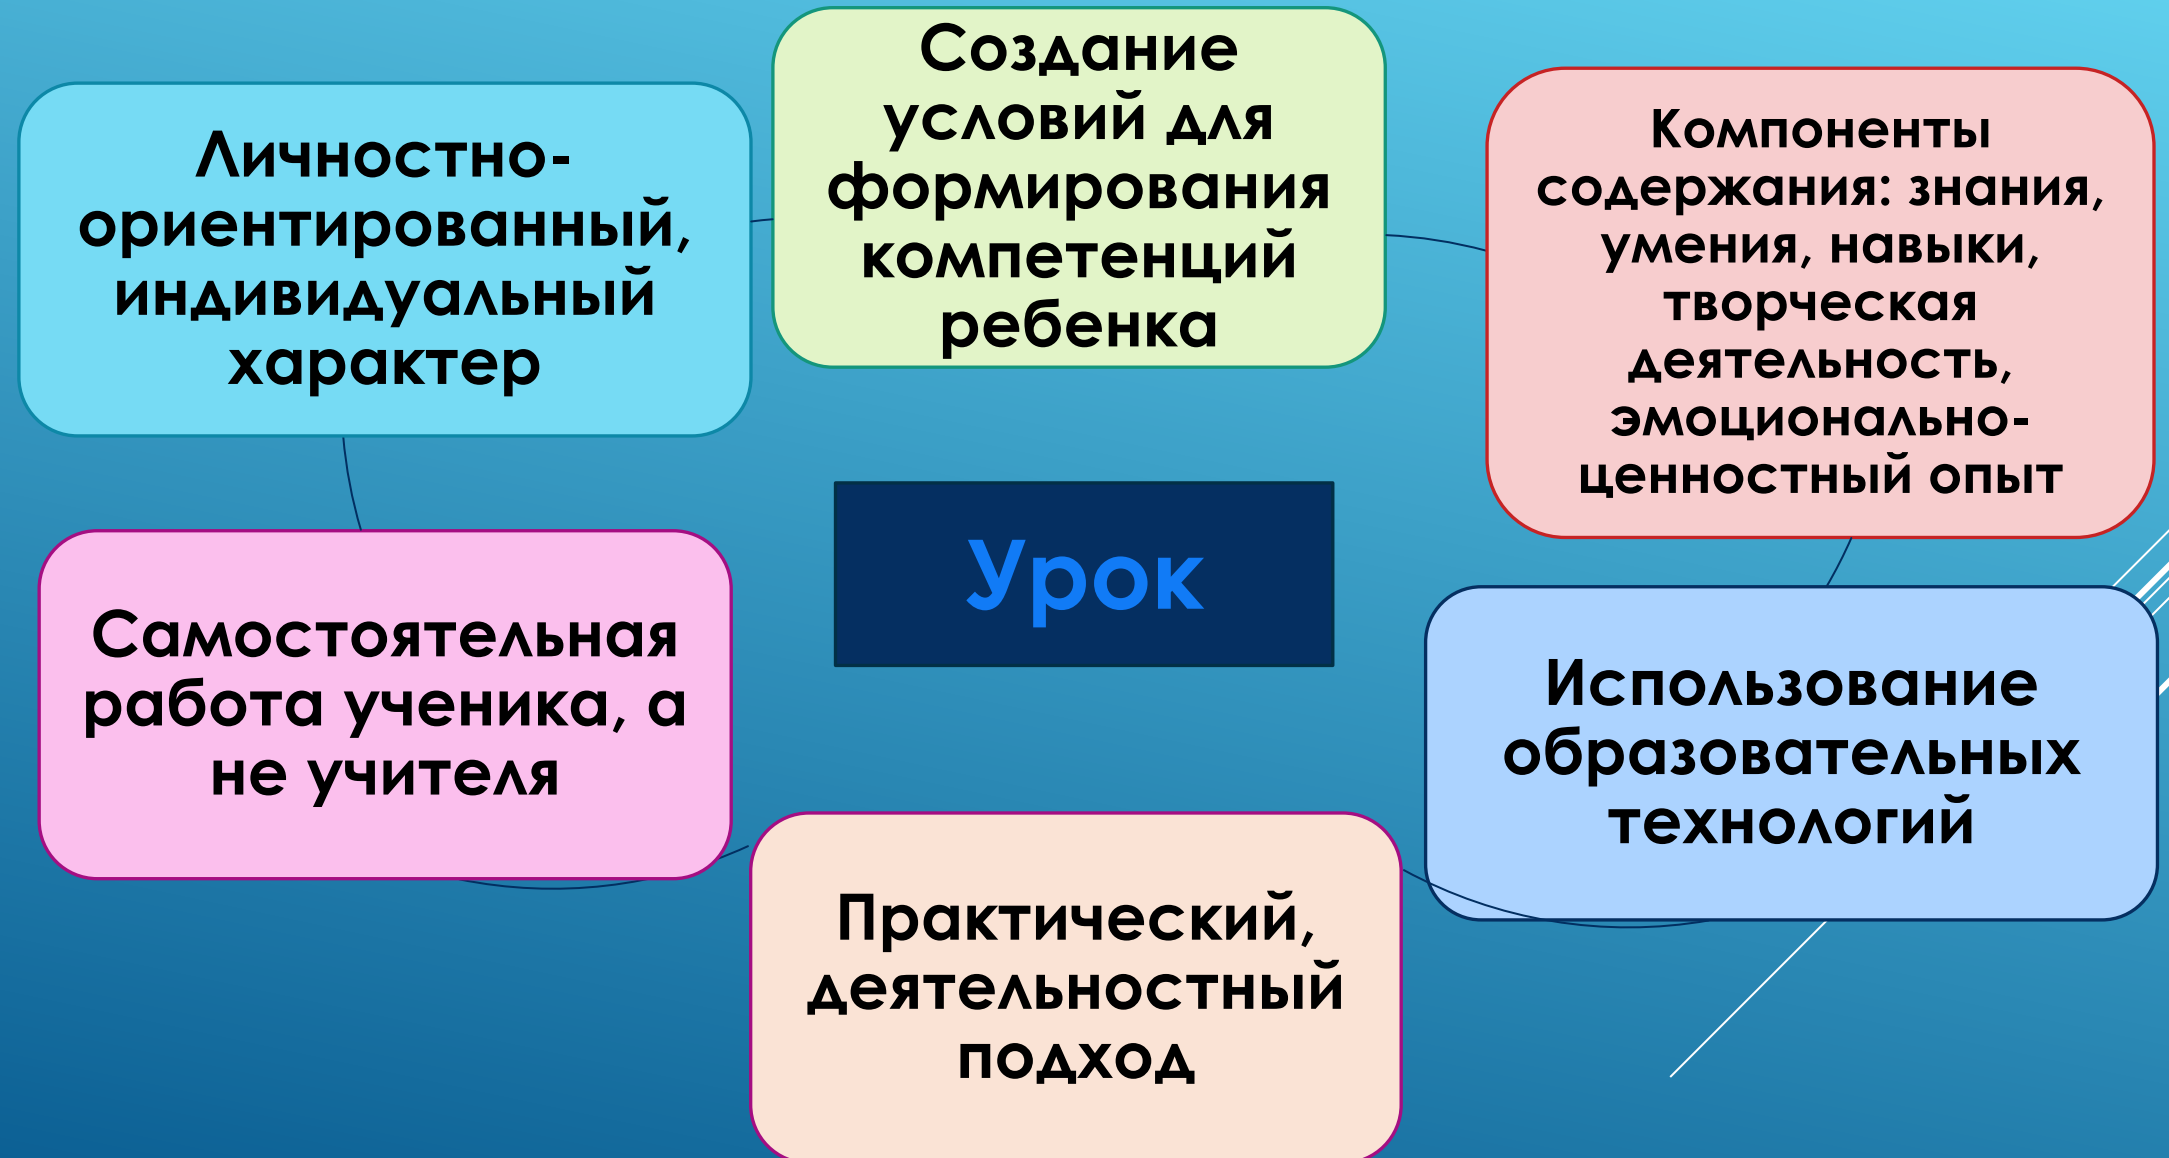 Создание
условий для
формирования
компетенций
ребенка
Личностно-
ориентированный,
индивидуальный
характер
Компоненты
содержания: знания,
умения, навыки,
творческая
деятельность,
эмоционально-
ценностный опыт
Урок
Самостоятельная
работа ученика, а
не учителя
Использование
образовательных
технологий
Практический,
деятельностный
подход